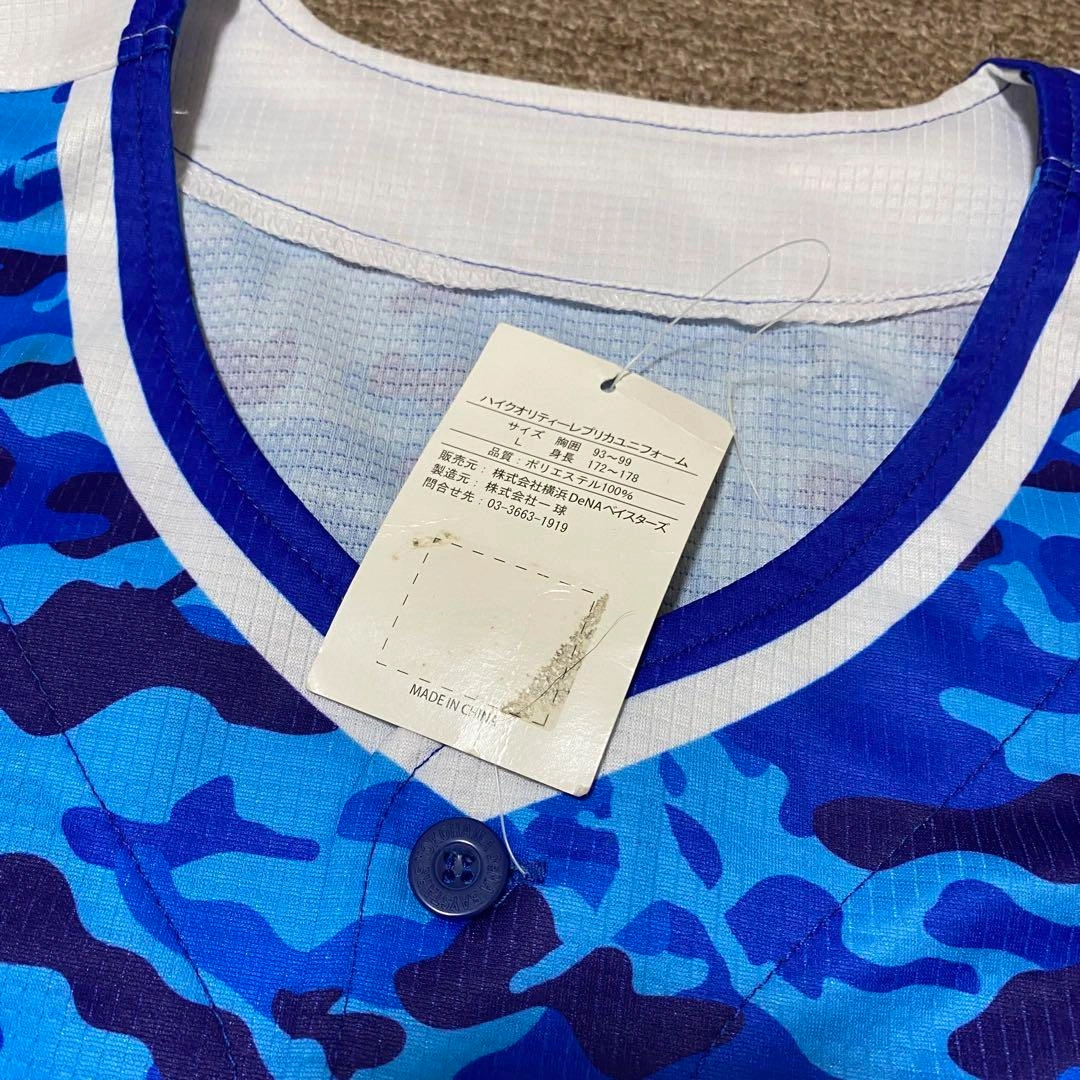 ハイクオリティーレプリカユニフォーム
サイズ 胸囲 93～99
L 身長 172～178
品質：ポリエステル100%
販売元：株式会社横浜DeNAベイスターズ
製造元：株式会社一球
問合せ先：03-3663-1919
MADE IN CHINA
YOKOHAMA DeNA BAYSTARS